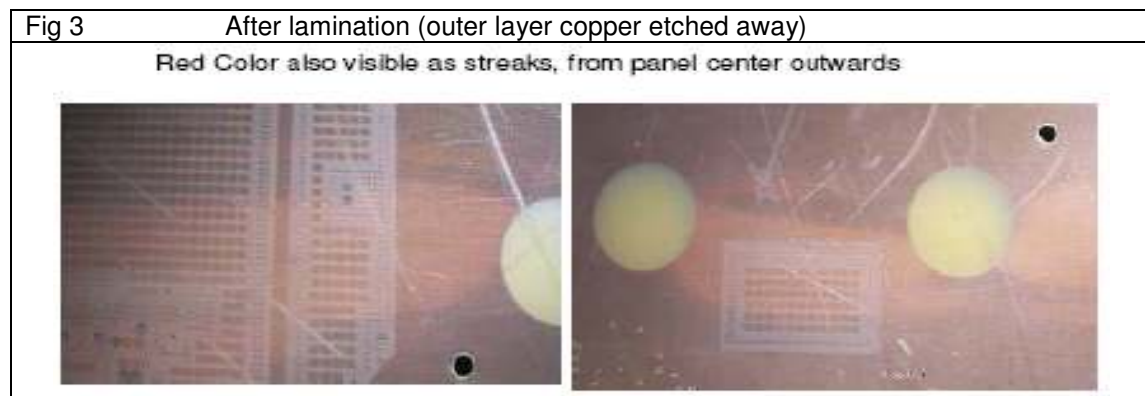 Fig 3 After lamination (outer layer copper etched away)
Red Color also visible as streaks, from panel center outwards